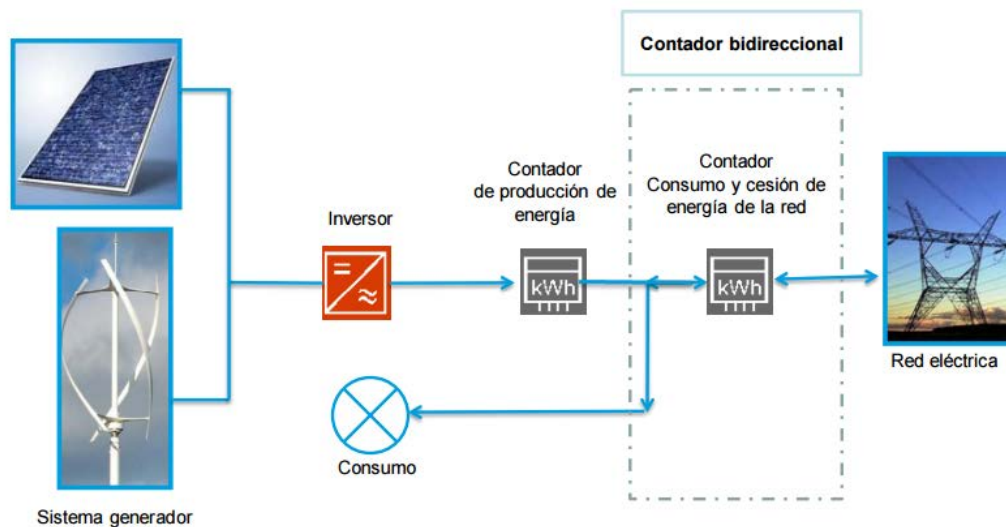 Contador bidireccional
Contador
de producción de
energía
Contador
Consumo y cesión de
energía de la red
Inversor
kWh
kWh
Red eléctrica
Consumo
Sistema generador